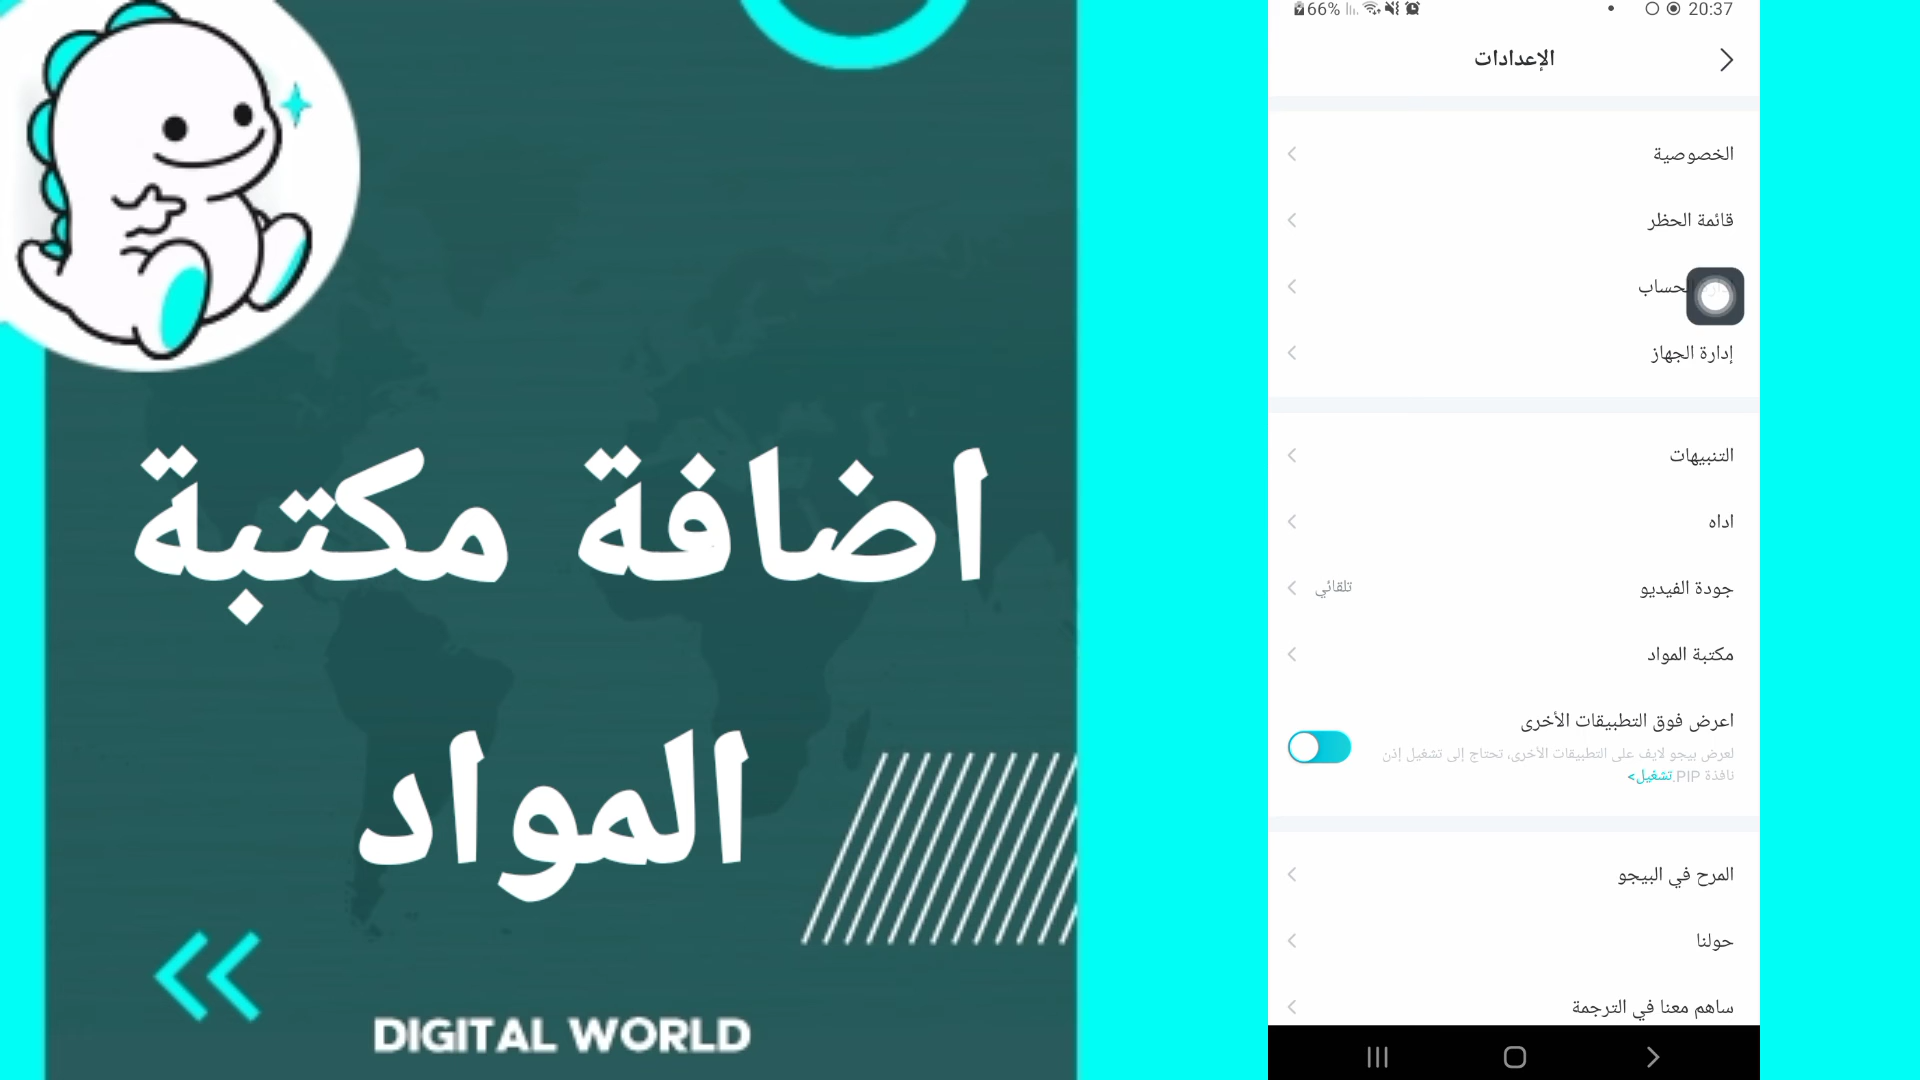 اضافة مكتبة
المواد
DIGITAL WORLD
66%
20:37
الإعدادات
الخصوصية
قائمة الحظر
الحساب
إدارة الجهاز
التنبيهات
اداه
جودة الفيديو
تلقائي
مكتبة المواد
اعرض فوق التطبيقات الأخرى
لعرض بيجو لايف على التطبيقات الأخرى، تحتاج إلى تشغيل إذن
نافذة PIP.تشغيل>
المرح في البيجو
حولنا
ساهم معنا في الترجمة